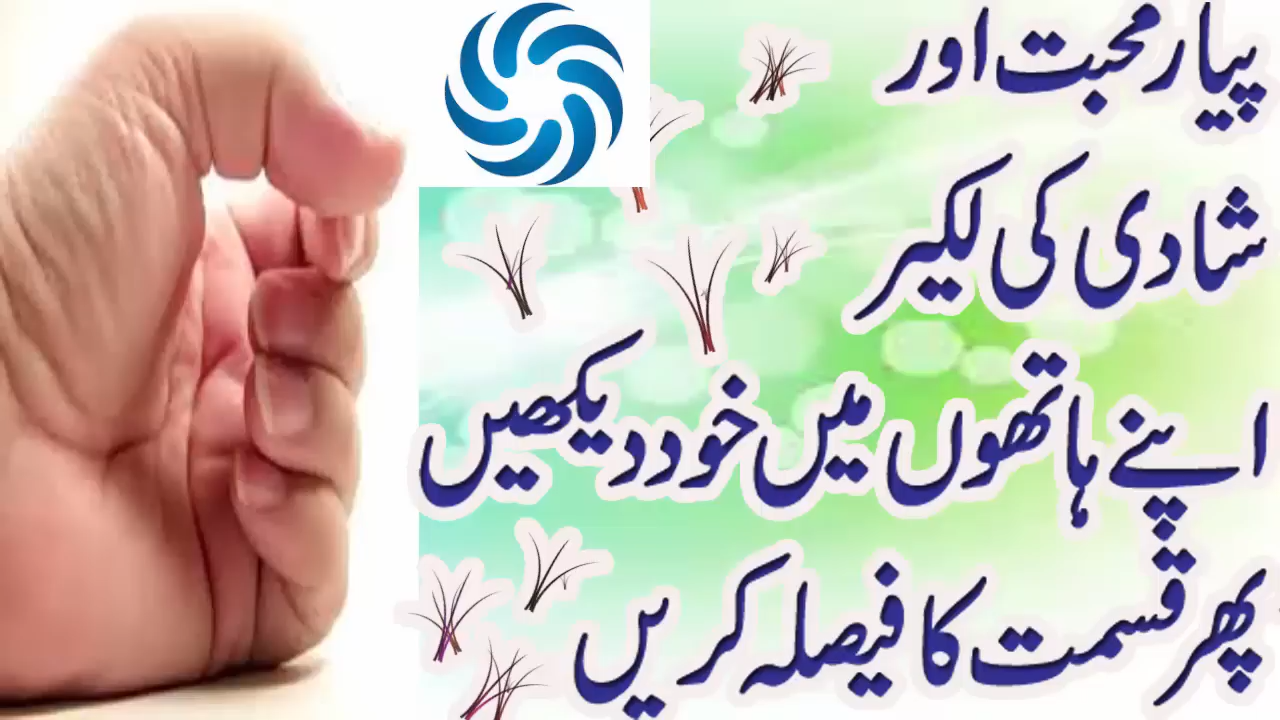 پیار محبت اور
شادی کی لکیر
اپنے ہاتھوں میں خود دیکھیں
پھر قسمت کا فیصلہ کریں